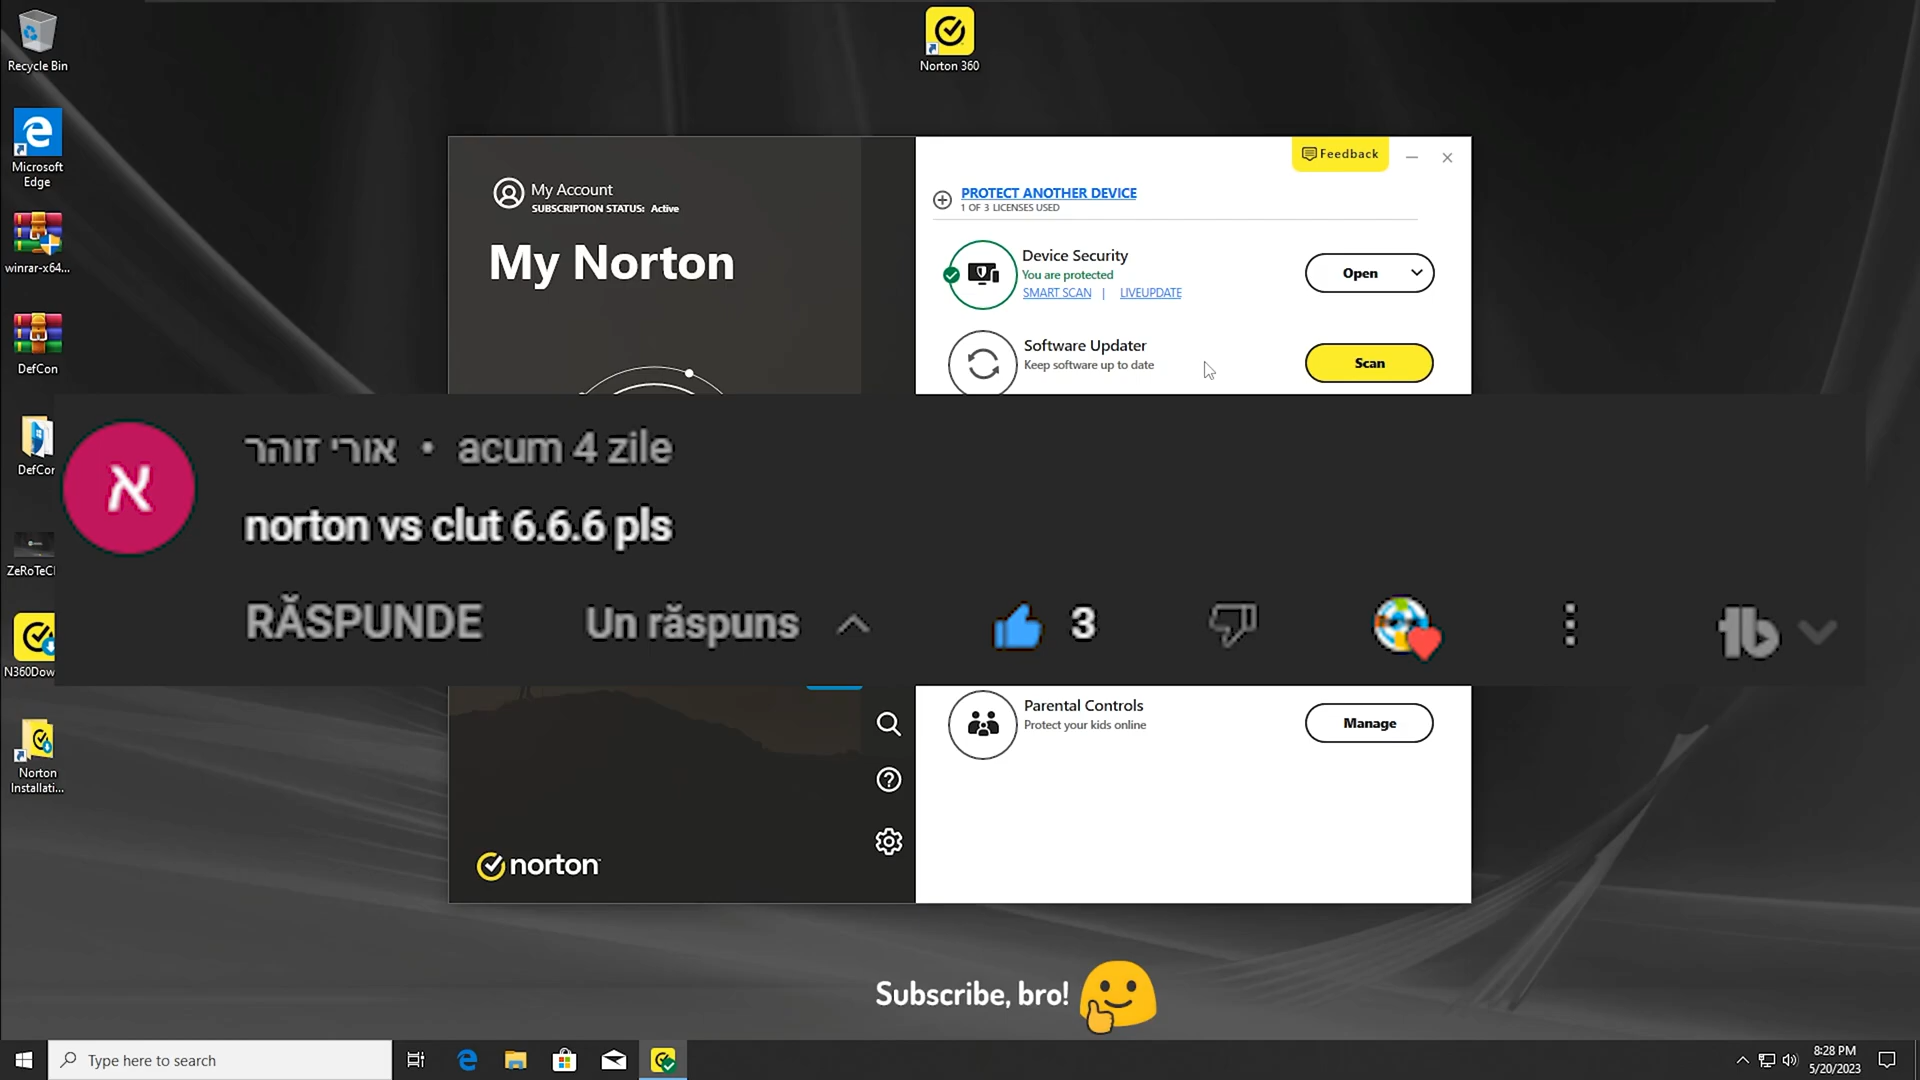 Recycle Bin
Norton 360
Microsoft
Edge
winrar-x64...
DefCon
DefCor
ZeRoTeC
N360Dow
Norton
Installati...
My Account
SUBSCRIPTION STATUS: Active
My Norton
norton
Feedback
PROTECT ANOTHER DEVICE
1 OF 3 LICENSES USED
Device Security
You are protected
SMART SCAN | LIVEUPDATE
Open
Software Updater
Keep software up to date
Scan
אורי זוהר • acum 4 zile
א
norton vs clut 6.6.6 pls
RĂSPUNDE Un răspuns 3
Parental Controls
Protect your kids online
Manage
Subscribe, bro!
Type here to search
8:28 PM
5/20/2023